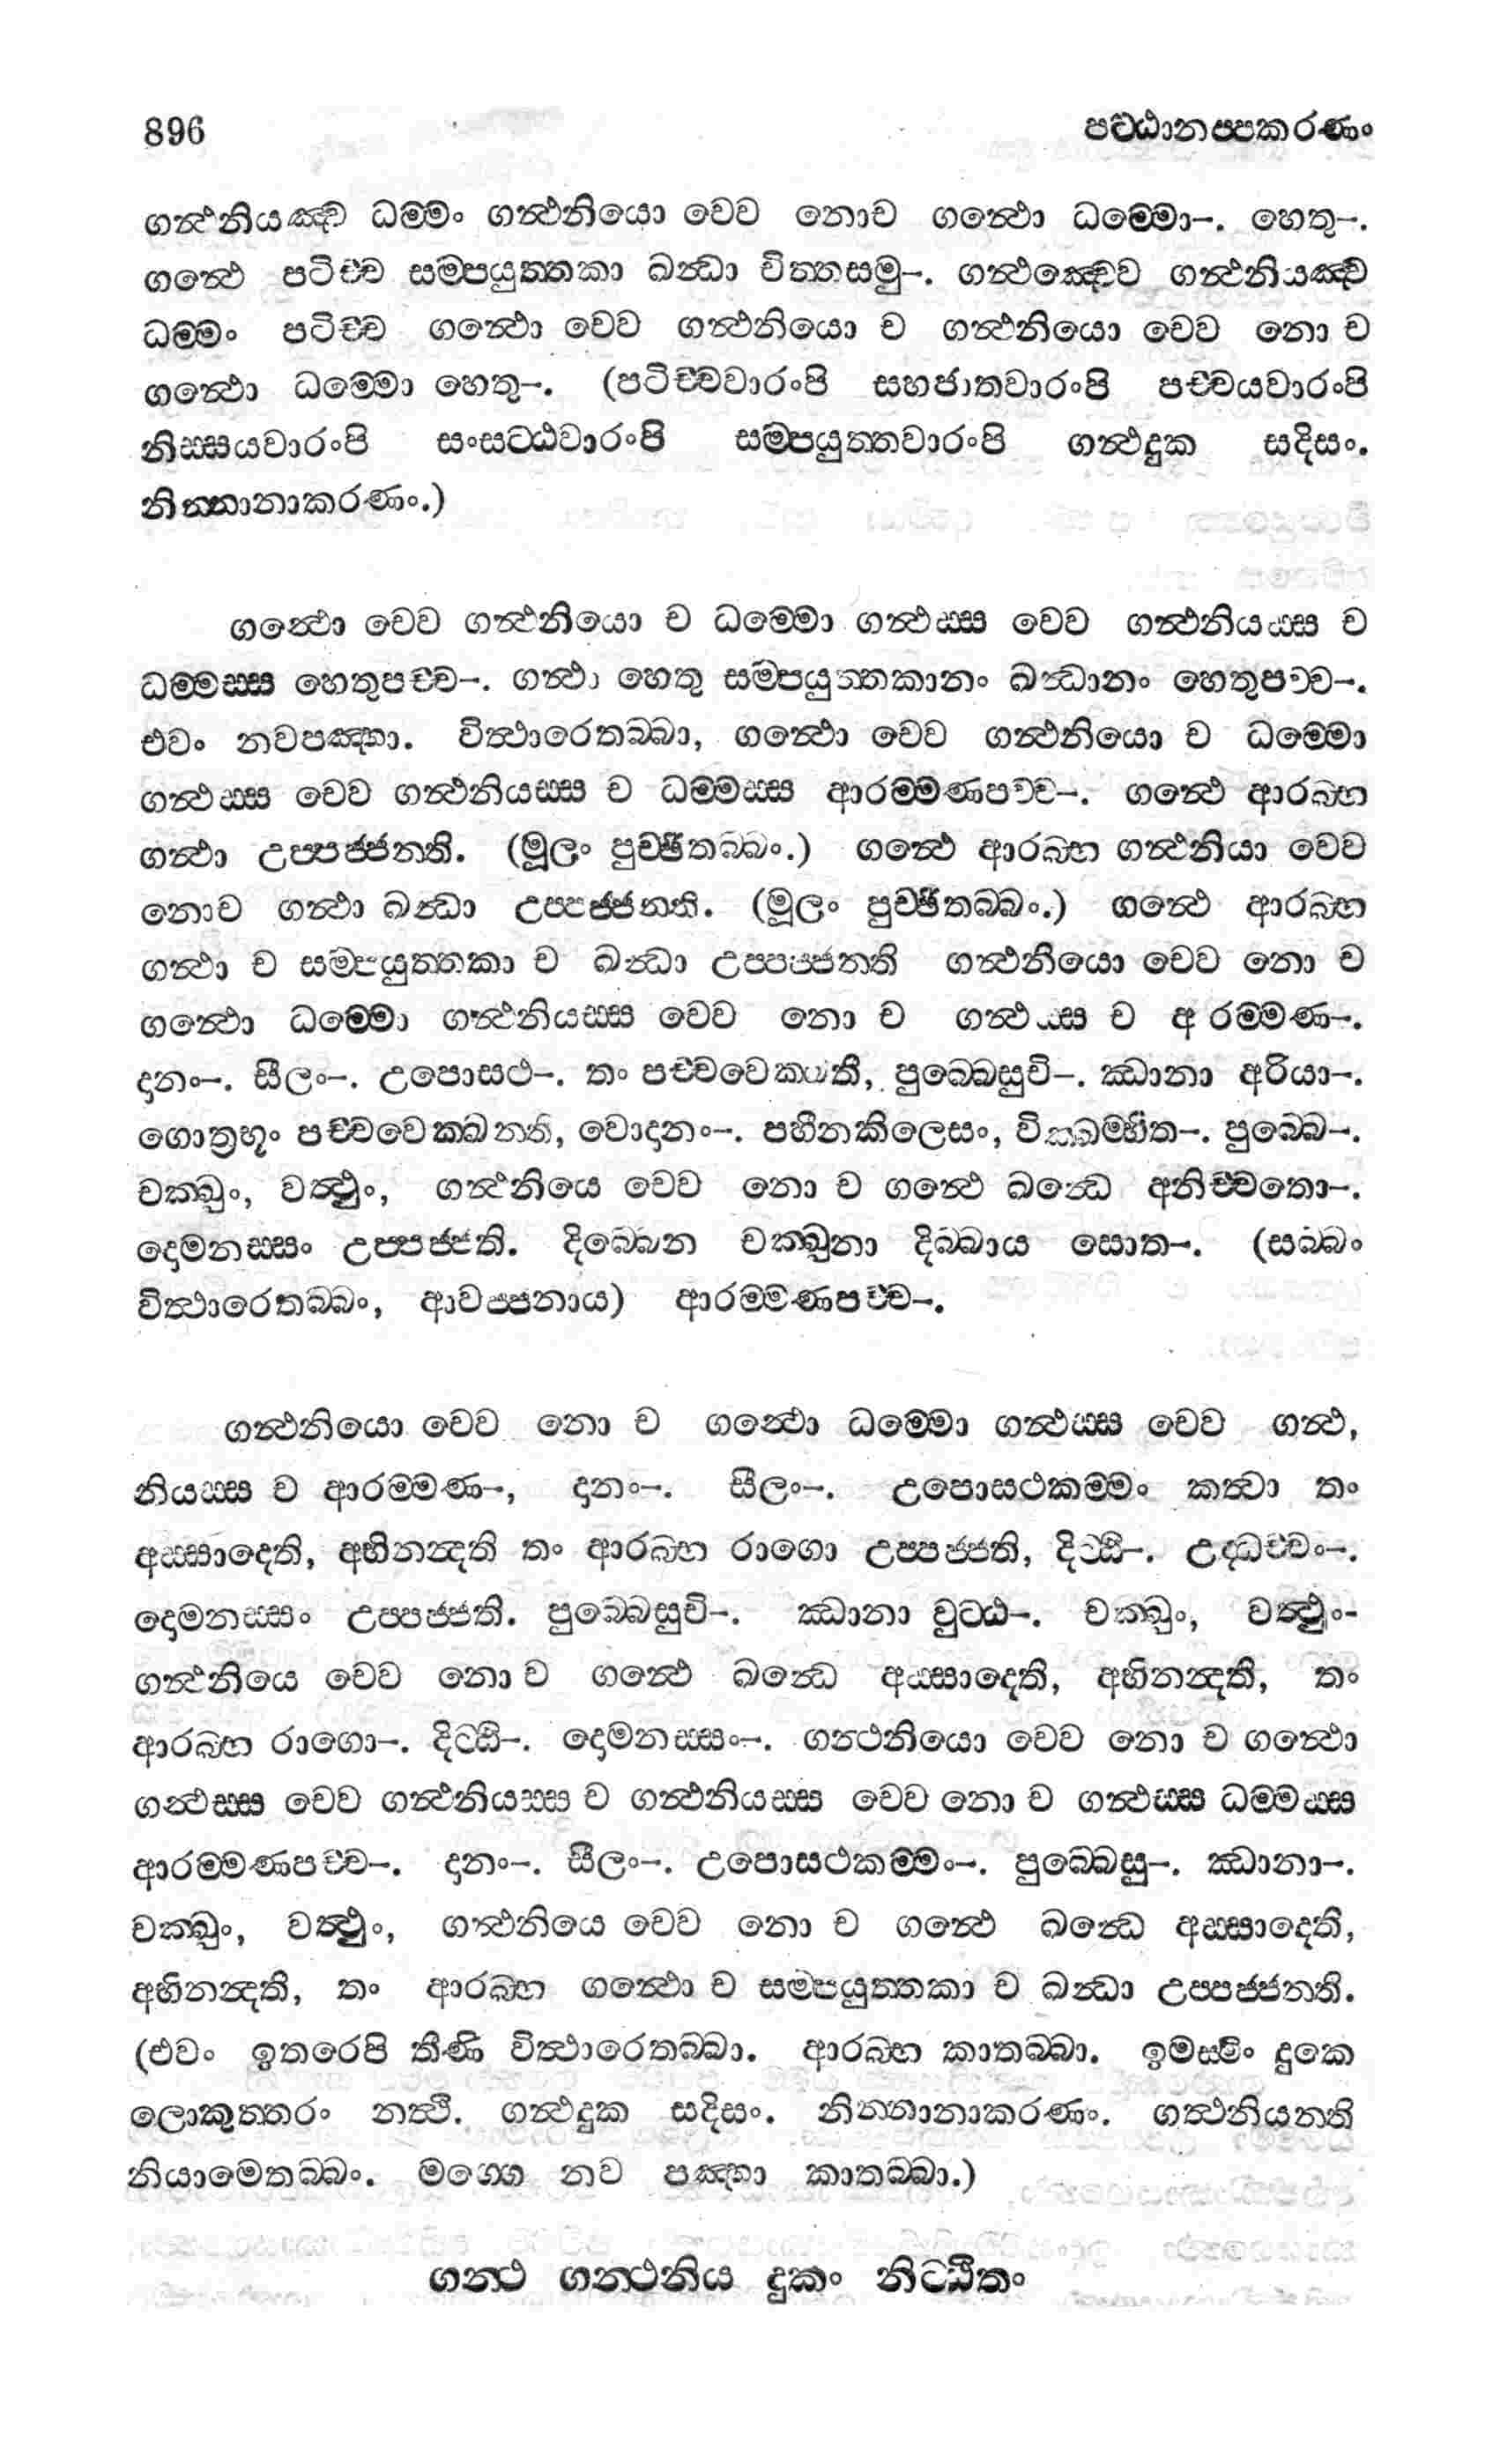 896 පට්ඨානප්පකරණං
ගන්ථනියඤ්ච ධම්මං ගන්ථනියො චෙව නොච ගන්ථො ධම්මො–. හෙතු–.
ගන්ථෙ පටිච්ච සම්පයුත්තකා ඛන්ධා චිත්තසමු–. ගන්ථඤ්චෙව ගන්ථනියඤ්ච
ධම්මං පටිච්ච ගන්ථො චෙව ගන්ථනියො ච ගන්ථනියො චෙව නො ච
ගන්ථො ධම්මො හෙතු–. (පටිච්චවාරංපි සහජාතවාරංපි පච්චයවාරංපි
නිස්සයවාරංපි සංසට්ඨවාරංපි සම්පයුත්තවාරංපි ගන්ථදුක සදිසං.
නින්නානාකරණං.)
ගන්ථො චෙව ගන්ථනියො ච ධම්මො ගන්ථස්ස චෙව ගන්ථනියස්ස ච
ධම්මස්ස හෙතුපච්ච–. ගන්ථා හෙතු සම්පයුත්තකානං ඛන්ධානං හෙතුපච්ච–.
එවං නවපඤ්හා. විත්ථාරෙතබ්බා, ගන්ථො චෙව ගන්ථනියො ච ධම්මො
ගන්ථස්ස චෙව ගන්ථනියස්ස ච ධම්මස්ස ආරම්මණපච්ච–. ගන්ථෙ ආරබ්භ
ගන්ථා උප්පජ්ජන්ති. (මූලං පුච්ඡිතබ්බං.) ගන්ථෙ ආරබ්භ ගන්ථනියා චෙව
නොච ගන්ථා ඛන්ධා උප්පජ්ජන්ති. (මූලං පුච්ඡිතබ්බං.) ගන්ථෙ ආරබ්භ
ගන්ථා ච සම්පයුත්තකා ච ඛන්ධා උප්පජ්ජන්ති ගන්ථනියො චෙව නො ච
ගන්ථො ධම්මො ගන්ථනියස්ස චෙව නො ච ගන්ථස්ස ච අරම්මණ–.
දානං–. සීලං–. උපොසථ–. තං පච්චවෙක්ඛති, පුබ්බෙසුචි–. ඣානා අරියා–.
ගොත්‍රභූං පච්චවෙක්ඛන්ති, වොදානං–. පහීනකිලෙසං, වික්ඛම්භිත–. පුබ්බෙ–.
චක්ඛුං, වත්ථුං, ගන්ථනියෙ චෙව නො ච ගන්ථෙ ඛන්ධෙ අනිච්චතො–.
දොමනස්සං උප්පජ්ජති. දිබ්බෙන චක්ඛුනා දිබ්බාය සොත–. (සබ්බං
විත්ථාරෙතබ්බං, ආවජ්ජනාය) ආරම්මණපච්ච–.
ගන්ථනියො චෙව නො ච ගන්ථො ධම්මො ගන්ථස්ස චෙව ගන්ථ,
නියස්ස ච ආරම්මණ–, දානං–. සීලං–. උපොසථකම්මං කත්වා තං
අස්සාදෙති, අභිනන්දති තං ආරබ්භ රාගො උප්පජ්ජති, දිට්ඨි–. උද්ධච්චං–.
දොමනස්සං උප්පජ්ජති. පුබ්බෙසුචි–. ඣානා වුට්ඨ–. චක්ඛුං, වත්ථුං-
ගන්ථනියෙ චෙව නො ච ගන්ථෙ ඛන්ධෙ අස්සාදෙති, අභිනන්දති, තං
ආරබ්භ රාගො–. දිට්ඨි–. දොමනස්සං–. ගන්ථනියො චෙව නො ච ගන්ථො
ගන්ථස්ස චෙව ගන්ථනියස්ස ච ගන්ථනියස්ස චෙව නො ච ගන්ථස්ස ධම්මස්ස
ආරම්මණපච්ච–. දානං–. සීලං–. උපොසථකම්මං–. පුබ්බෙසු–. ඣානා–.
චක්ඛුං, වත්ථුං, ගන්ථනියෙ චෙව නො ච ගන්ථෙ ඛන්ධෙ අස්සාදෙති,
අභිනන්දති, තං ආරබ්භ ගන්ථො ච සම්පයුත්තකා ච ඛන්ධා උප්පජ්ජන්ති.
(එවං ඉතරෙපි තීණි විත්ථාරෙතබ්බා. ආරබ්භ කාතබ්බා. ඉමස්මිං දුකෙ
ලොකුත්තරං නත්ථි. ගන්ථදුක සදිසං. නින්නානාකරණං. ගන්ථනියන්ති
නියාමෙතබ්බං. මග්ගෙ නව පඤ්හා කාතබ්බා.)
ගන්ථ ගන්ථනිය දුකං නිට්ඨිතං